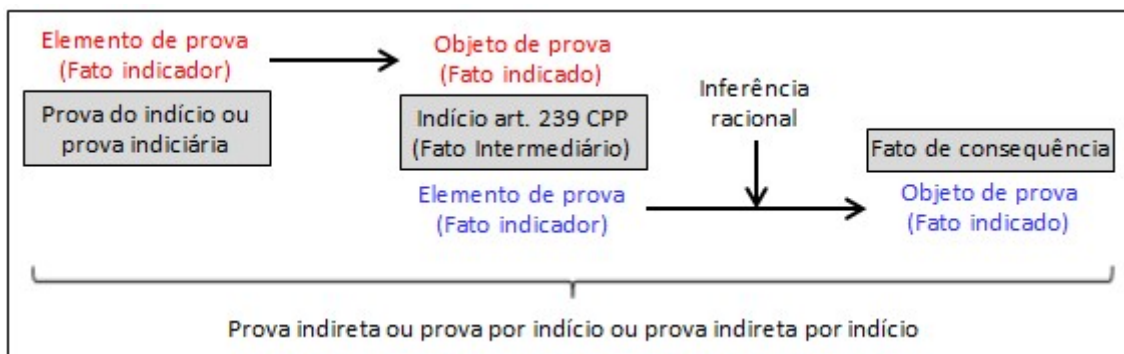 Elemento de prova
(Fato indicador)
Prova do indício ou
prova indiciária
Objeto de prova
(Fato indicado)
Indício art. 239 CPP
(Fato Intermediário)
Elemento de prova
(Fato indicador)
Inferência
racional
Fato de consequência
Objeto de prova
(Fato indicado)
Prova indireta ou prova por indício ou prova indireta por indício